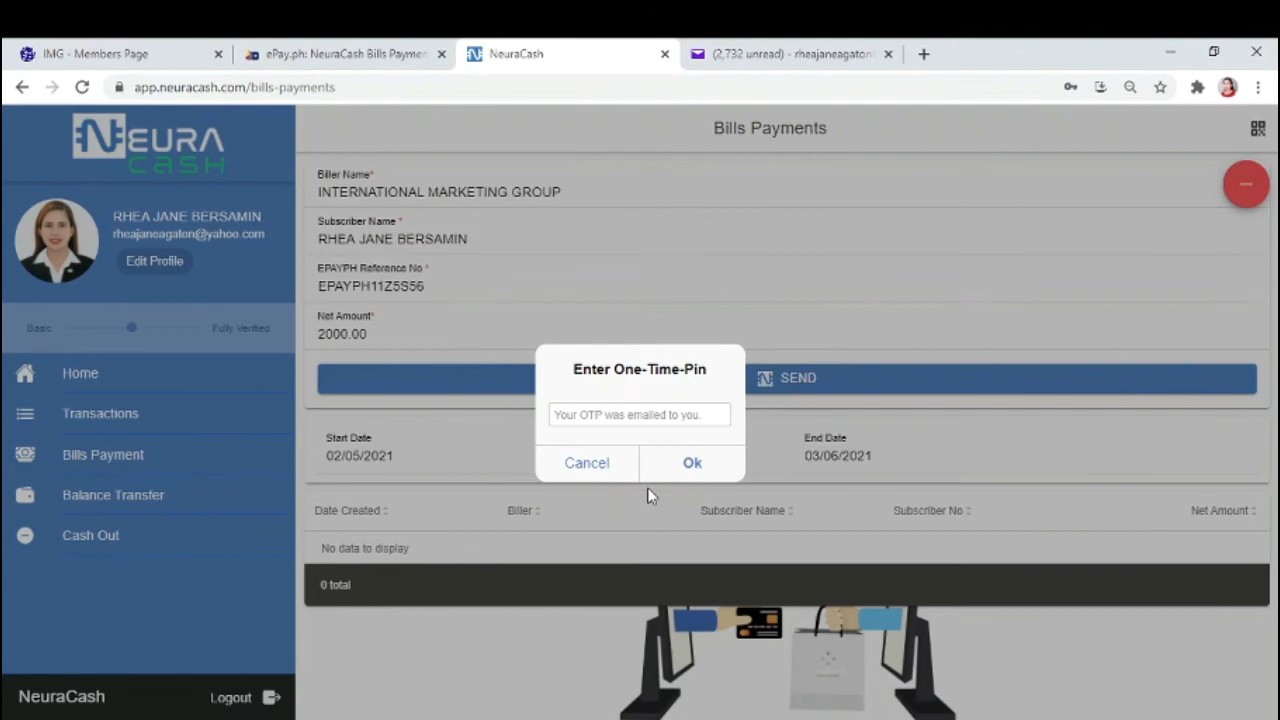 IMG - Members Page
ePay.ph: NeuraCash Bills Paymen
NeuraCash
(2,732 unread) - rheajaneagaton
app.neuracash.com/bills-payments
NEURA
CASH
Bills Payments
RHEA JANE BERSAMIN
rheajaneagaton@yahoo.com
Edit Profile
Basic
Fully Verified
Home
Transactions
Bills Payment
Balance Transfer
Cash Out
NeuraCash
Logout
Biller Name*
INTERNATIONAL MARKETING GROUP
Subscriber Name *
RHEA JANE BERSAMIN
EPAYPH Reference No *
EPAYPH11Z5S56
Net Amount*
2000.00
SEND
Enter One-Time-Pin
Your OTP was emailed to you.
Cancel
Ok
Start Date
02/05/2021
End Date
03/06/2021
Date Created
Biller
Subscriber Name
Subscriber No
Net Amount
No data to display
0 total